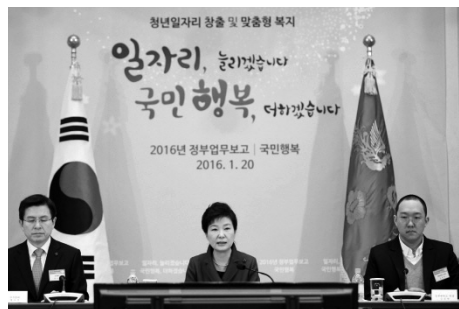 청년일자리 창출 및 맞춤형 복지
일자리, 늘리겠습니다
국민행복, 더하겠습니다
2016년 정부업무보고 | 국민행복
2016. 1. 20